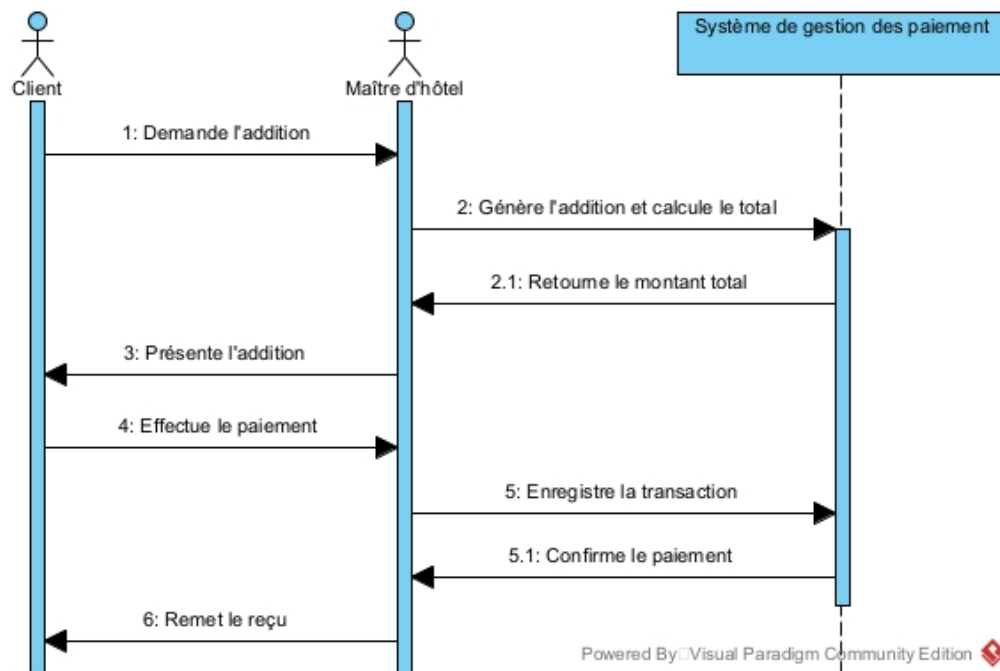 Système de gestion des paiement
Client
Maître d'hôtel
1: Demande l'addition
2: Génère l'addition et calcule le total
2.1: Retourne le montant total
3: Présente l'addition
4: Effectue le paiement
5: Enregistre la transaction
5.1: Confirme le paiement
6: Remet le reçu
Powered By Visual Paradigm Community Edition